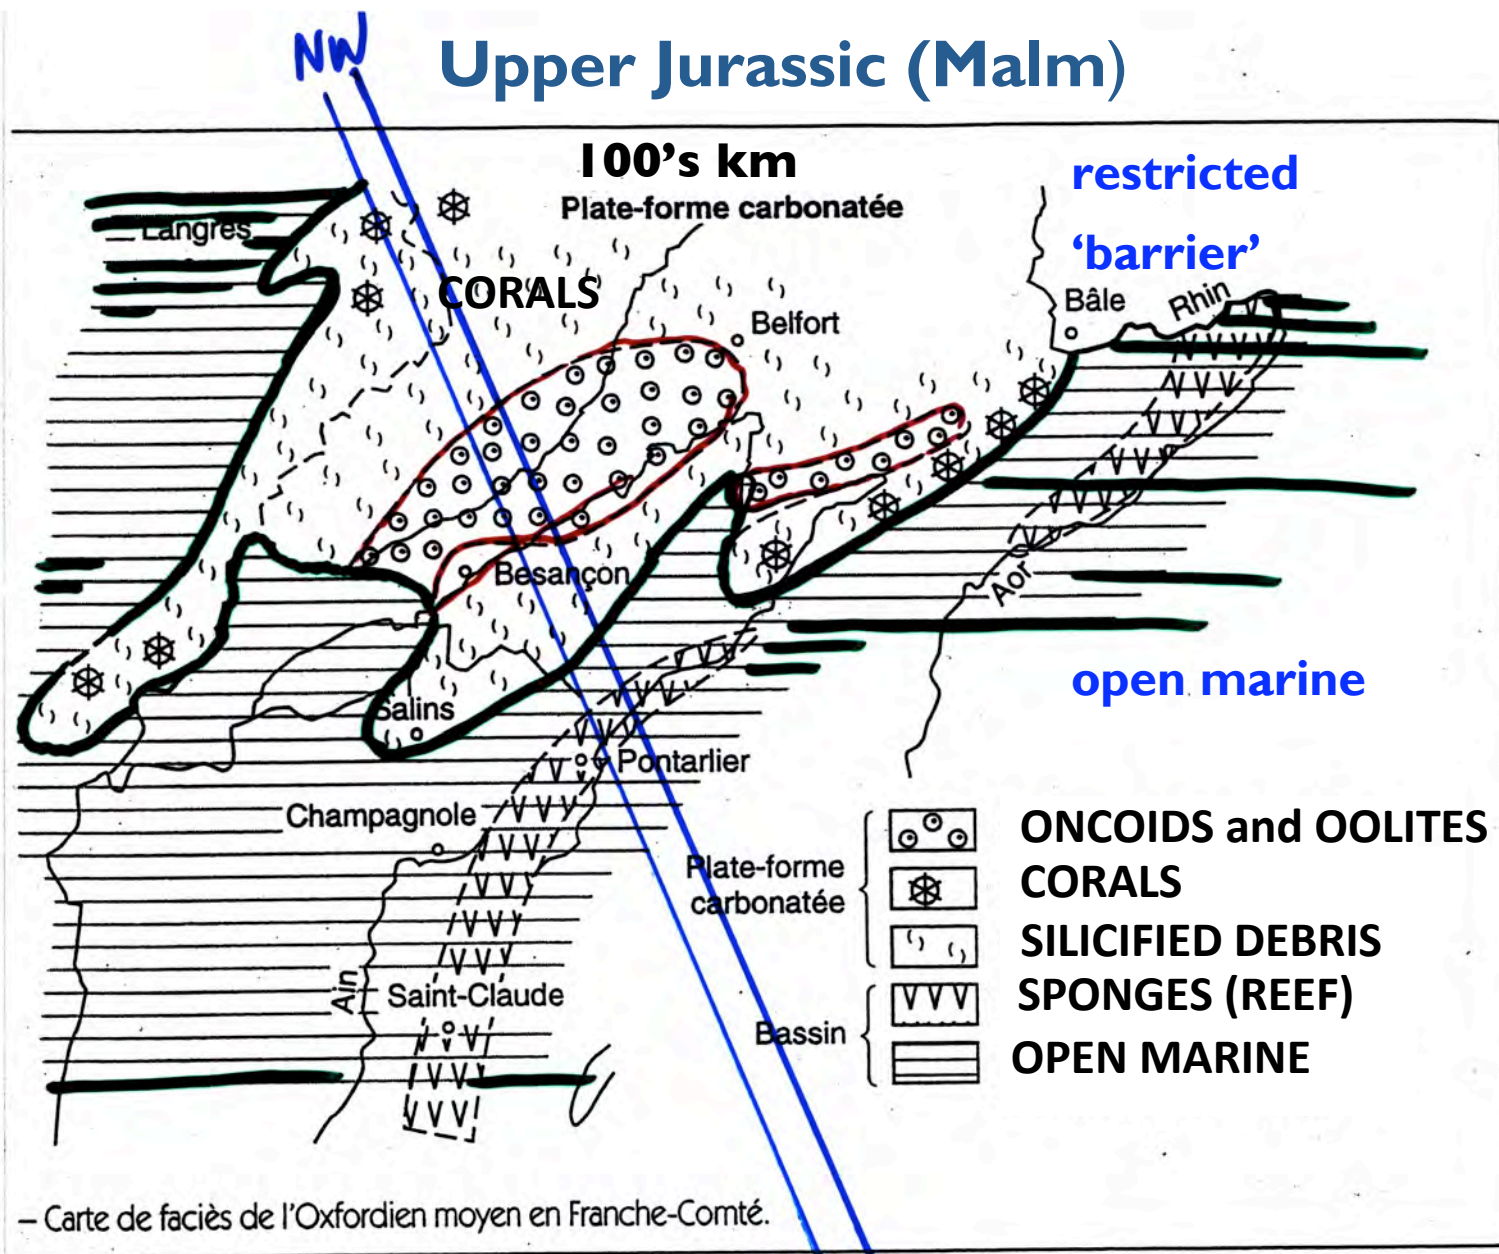 NW
Upper Jurassic (Malm)
100's km
Plate-forme carbonatée
restricted
'barrier'
Langres
CORALS
Bâle
Rhin
Belfort
Besançon
Aar
open marine
Salins
Pontarlier
Champagnole
Ain
Saint-Claude
Plate-forme
carbonatée
ONCOIDS and OOLITES
CORALS
SILICIFIED DEBRIS
Bassin
SPONGES (REEF)
OPEN MARINE
– Carte de faciès de l'Oxfordien moyen en Franche-Comté.